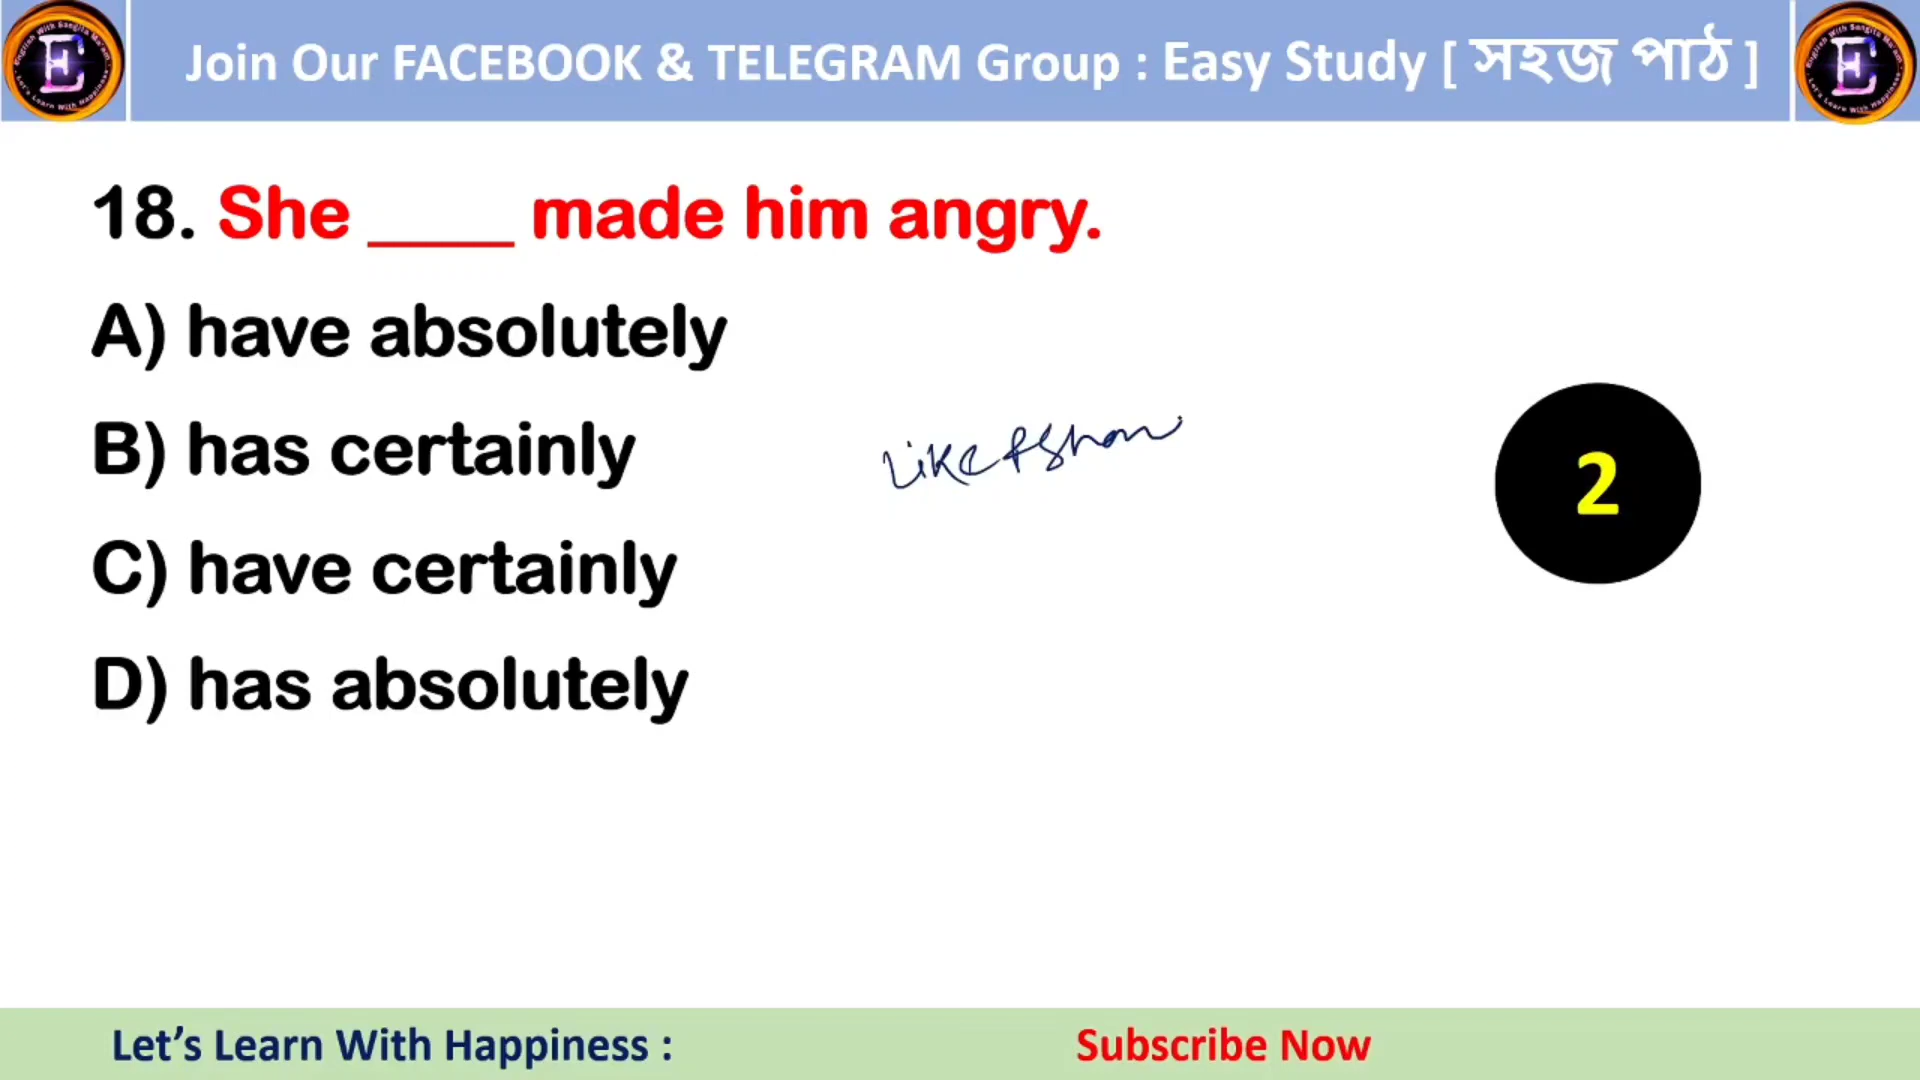 Join Our FACEBOOK & TELEGRAM Group : Easy Study [ সহজ পাঠ ]
18. She ____ made him angry.
A) have absolutely
B) has certainly
Like & Shar
2
C) have certainly
D) has absolutely
Let’s Learn With Happiness :
Subscribe Now